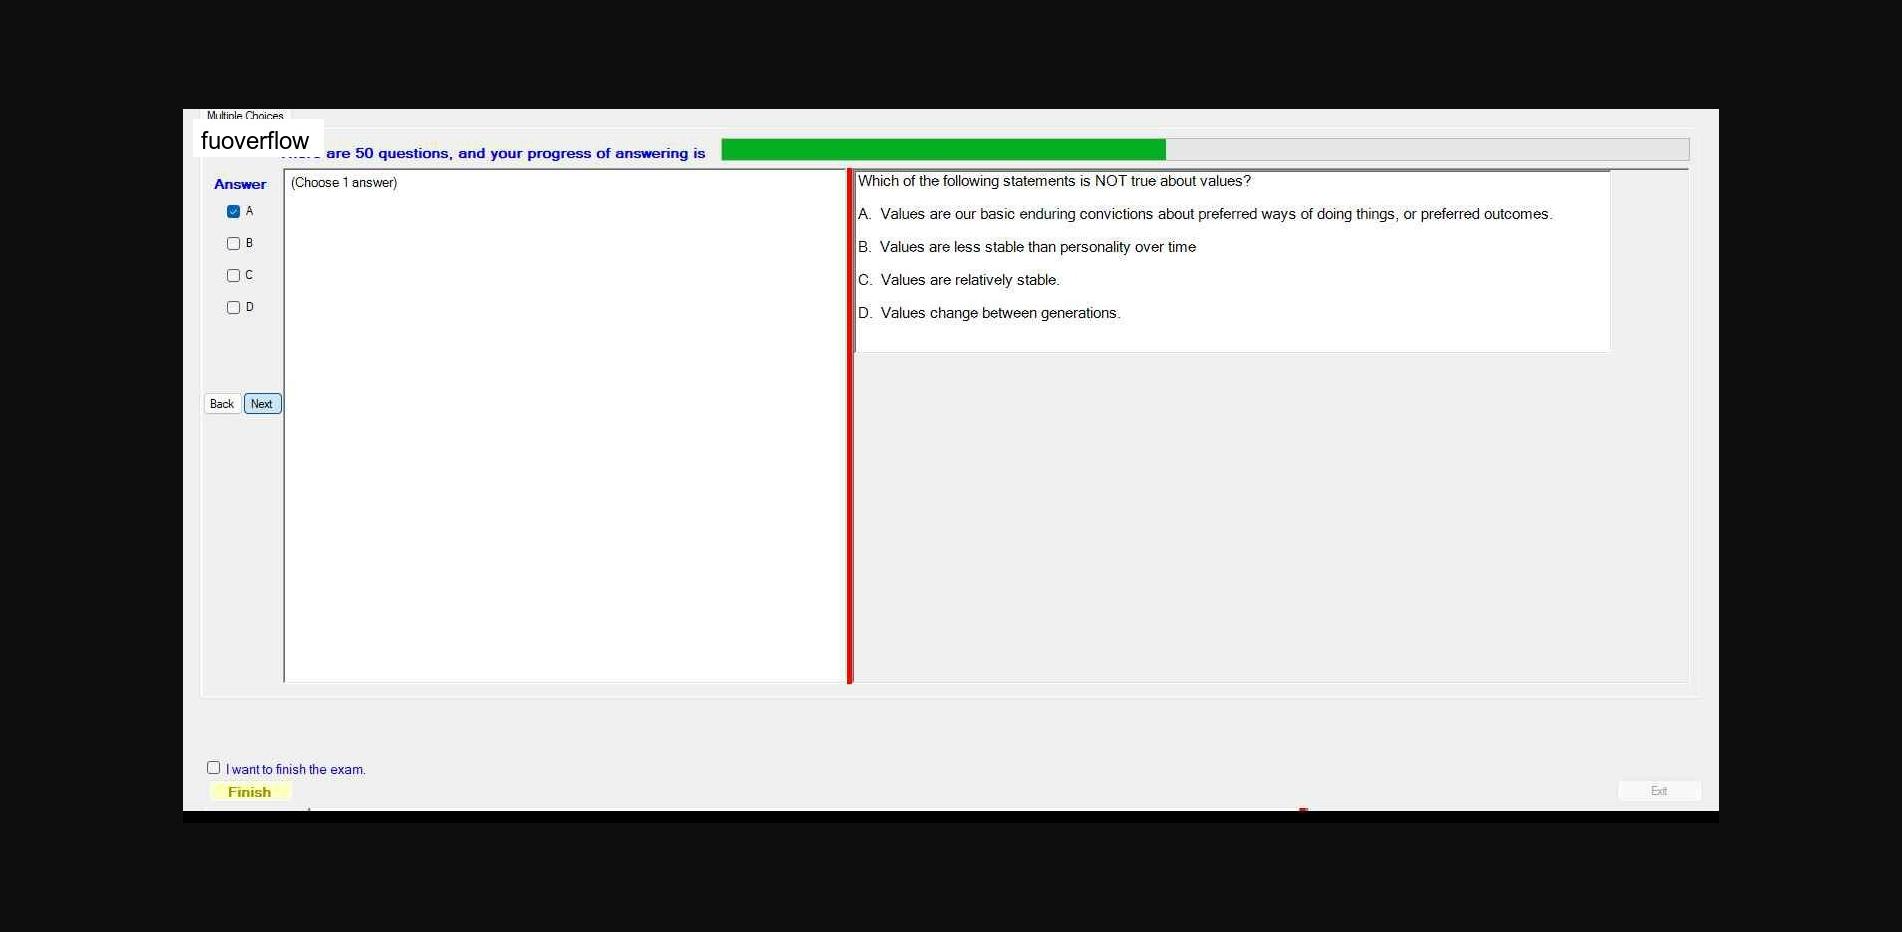 Multiple Choices
fuoverflow
are 50 questions, and your progress of answering is
Answer
(Choose 1 answer)
A
B
C
D
Back
Next
Which of the following statements is NOT true about values?
A. Values are our basic enduring convictions about preferred ways of doing things, or preferred outcomes.
B. Values are less stable than personality over time
C. Values are relatively stable.
D. Values change between generations.
I want to finish the exam.
Finish
Exit